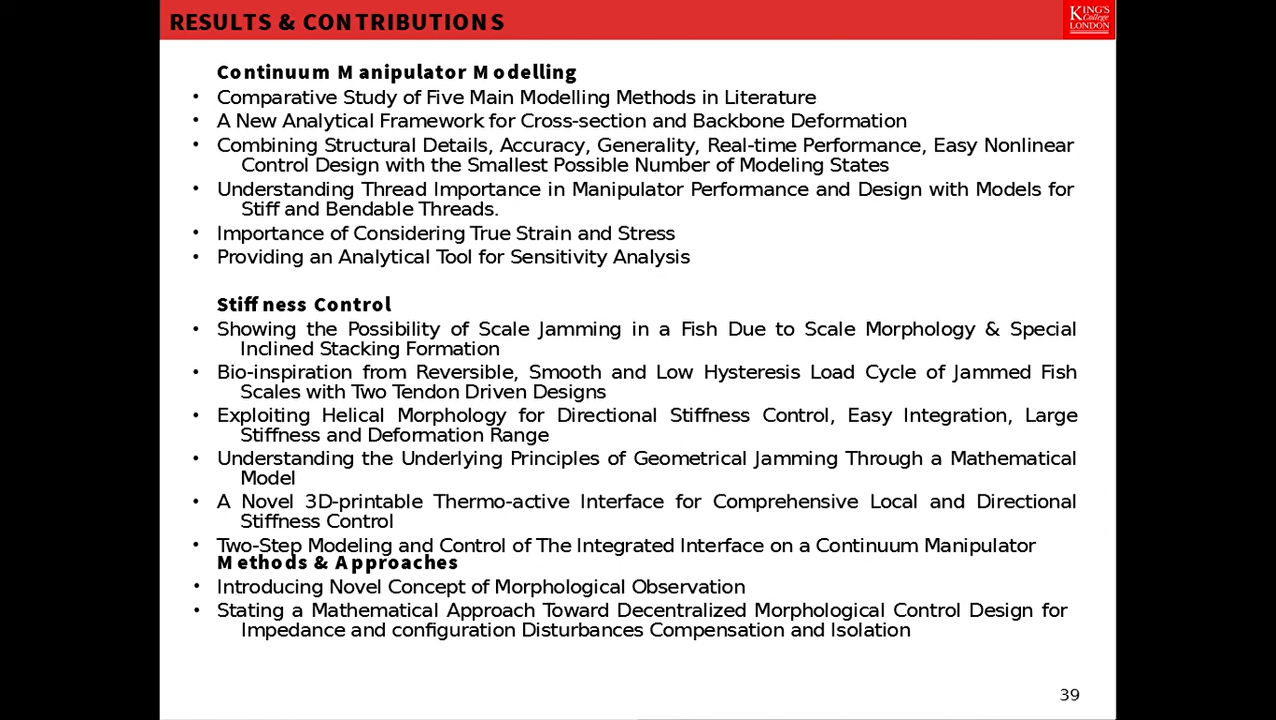 RESULTS & CONTRIBUTIONS
KING'S
College
LONDON
Continuum Manipulator Modelling
• Comparative Study of Five Main Modelling Methods in Literature
• A New Analytical Framework for Cross-section and Backbone Deformation
• Combining Structural Details, Accuracy, Generality, Real-time Performance, Easy Nonlinear
Control Design with the Smallest Possible Number of Modeling States
• Understanding Thread Importance in Manipulator Performance and Design with Models for
Stiff and Bendable Threads.
• Importance of Considering True Strain and Stress
• Providing an Analytical Tool for Sensitivity Analysis
Stiffness Control
• Showing the Possibility of Scale Jamming in a Fish Due to Scale Morphology & Special
Inclined Stacking Formation
• Bio-inspiration from Reversible, Smooth and Low Hysteresis Load Cycle of Jammed Fish
Scales with Two Tendon Driven Designs
• Exploiting Helical Morphology for Directional Stiffness Control, Easy Integration, Large
Stiffness and Deformation Range
• Understanding the Underlying Principles of Geometrical Jamming Through a Mathematical
Model
• A Novel 3D-printable Thermo-active Interface for Comprehensive Local and Directional
Stiffness Control
• Two-Step Modeling and Control of The Integrated Interface on a Continuum Manipulator
Methods & Approaches
• Introducing Novel Concept of Morphological Observation
• Stating a Mathematical Approach Toward Decentralized Morphological Control Design for
Impedance and configuration Disturbances Compensation and Isolation
39